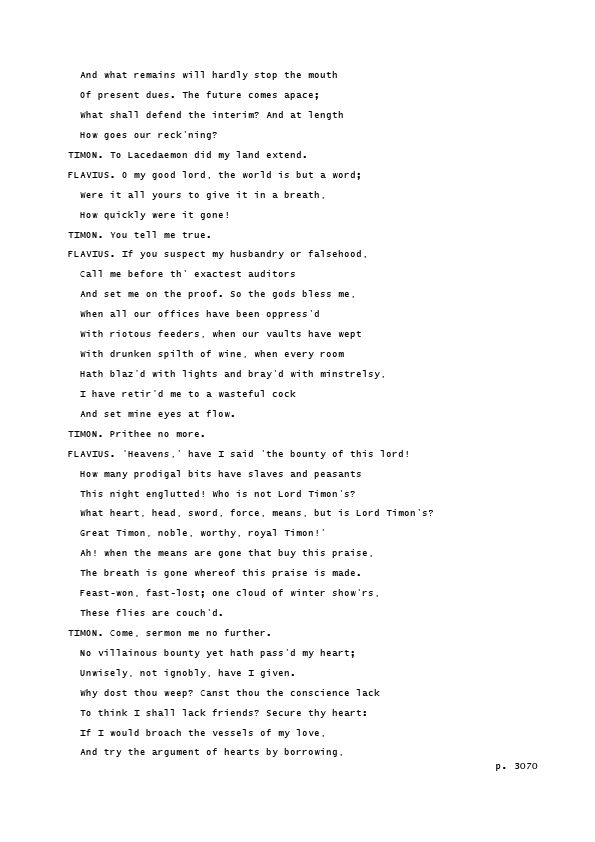 And what remains will hardly stop the mouth
Of present dues. The future comes apace;
What shall defend the interim? And at length
How goes our reck'ning?
TIMON. To Lacedaemon did my land extend.
FLAVIUS. O my good lord, the world is but a word;
Were it all yours to give it in a breath,
How quickly were it gone!
TIMON. You tell me true.
FLAVIUS. If you suspect my husbandry or falsehood,
Call me before th' exactest auditors
And set me on the proof. So the gods bless me,
When all our offices have been oppress'd
With riotous feeders, when our vaults have wept
With drunken spilth of wine, when every room
Hath blaz'd with lights and bray'd with minstrelsy,
I have retir'd me to a wasteful cock
And set mine eyes at flow.
TIMON. Prithee no more.
FLAVIUS. 'Heavens,' have I said 'the bounty of this lord!
How many prodigal bits have slaves and peasants
This night englutted! Who is not Lord Timon's?
What heart, head, sword, force, means, but is Lord Timon's?
Great Timon, noble, worthy, royal Timon!'
Ah! when the means are gone that buy this praise,
The breath is gone whereof this praise is made.
Feast-won, fast-lost; one cloud of winter show'rs,
These flies are couch'd.
TIMON. Come, sermon me no further.
No villainous bounty yet hath pass'd my heart;
Unwisely, not ignobly, have I given.
Why dost thou weep? Canst thou the conscience lack
To think I shall lack friends? Secure thy heart:
If I would broach the vessels of my love,
And try the argument of hearts by borrowing,
p. 3070